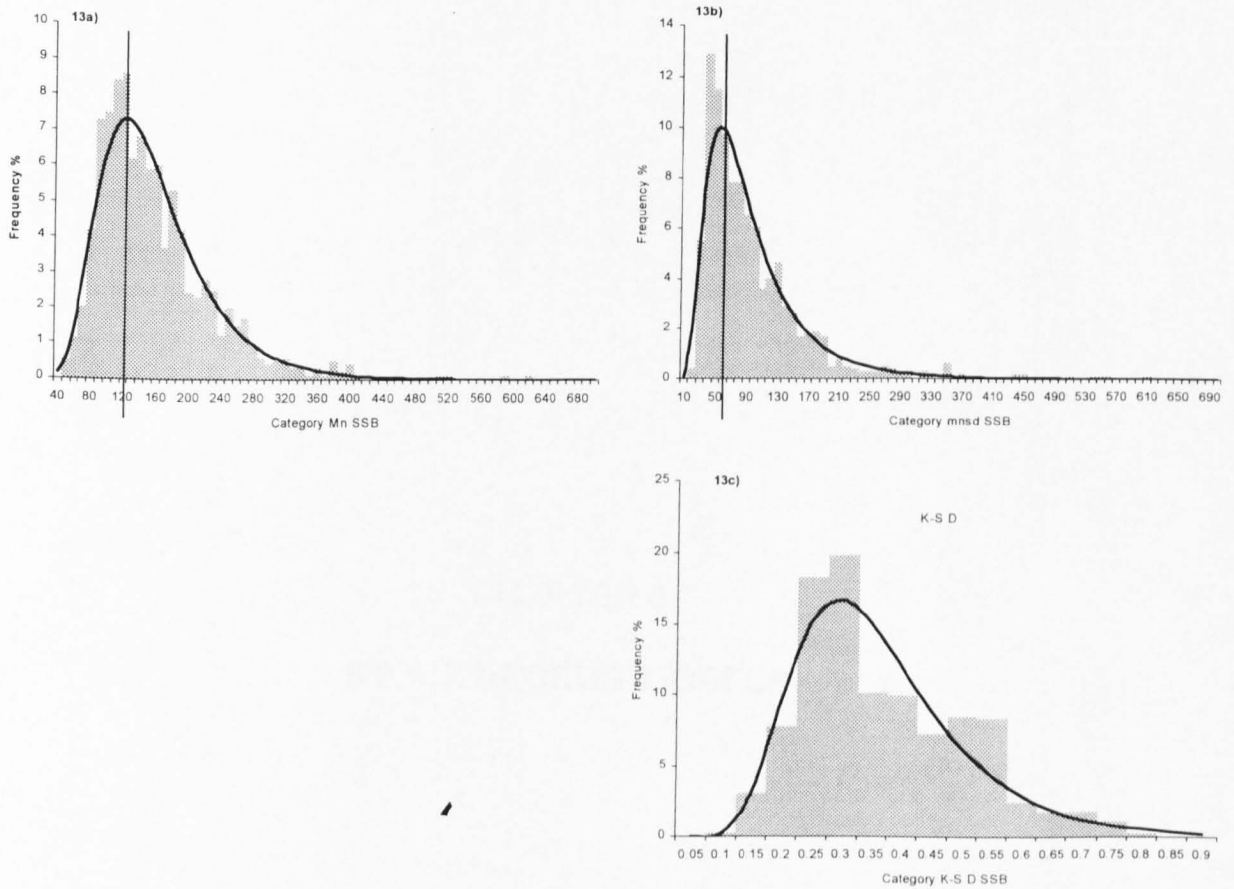 13a)
10
9
8
7
6
5
4
3
2
1
0
Frequency %
40 80 120 160 200 240 280 320 360 400 440 480 520 560 600 640 680
Category Mn SSB
13b)
14
12
10
8
6
4
2
0
Frequency %
10 50 90 130 170 210 250 290 330 370 410 450 490 530 570 610 650 690
Category mnsd SSB
13c)
K-S D
25
20
15
10
5
0
Frequency %
0.05 0.1 0.15 0.2 0.25 0.3 0.35 0.4 0.45 0.5 0.55 0.6 0.65 0.7 0.75 0.8 0.85 0.9
Category K-S D SSB